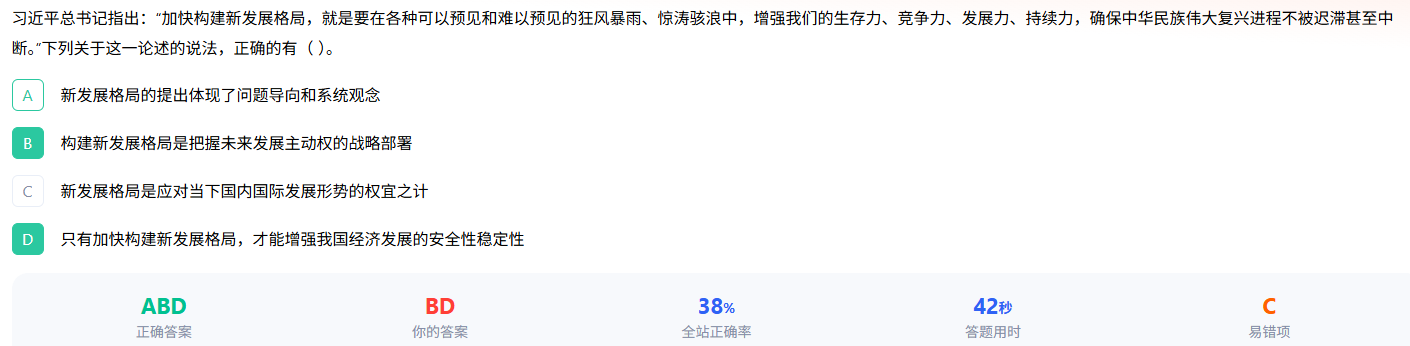 习近平总书记指出：“加快构建新发展格局，就是要在各种可以预见和难以预见的狂风暴雨、惊涛骇浪中，增强我们的生存力、竞争力、发展力、持续力，确保中华民族伟大复兴进程不被迟滞甚至中
断。”下列关于这一论述的说法，正确的有（ ）。
A 新发展格局的提出体现了问题导向和系统观念
B 构建新发展格局是把握未来发展主动权的战略部署
C 新发展格局是应对当下国内国际发展形势的权宜之计
D 只有加快构建新发展格局，才能增强我国经济发展的安全性稳定性
ABD BD 38% 42秒 C
正确答案 你的答案 全站正确率 答题用时 易错项